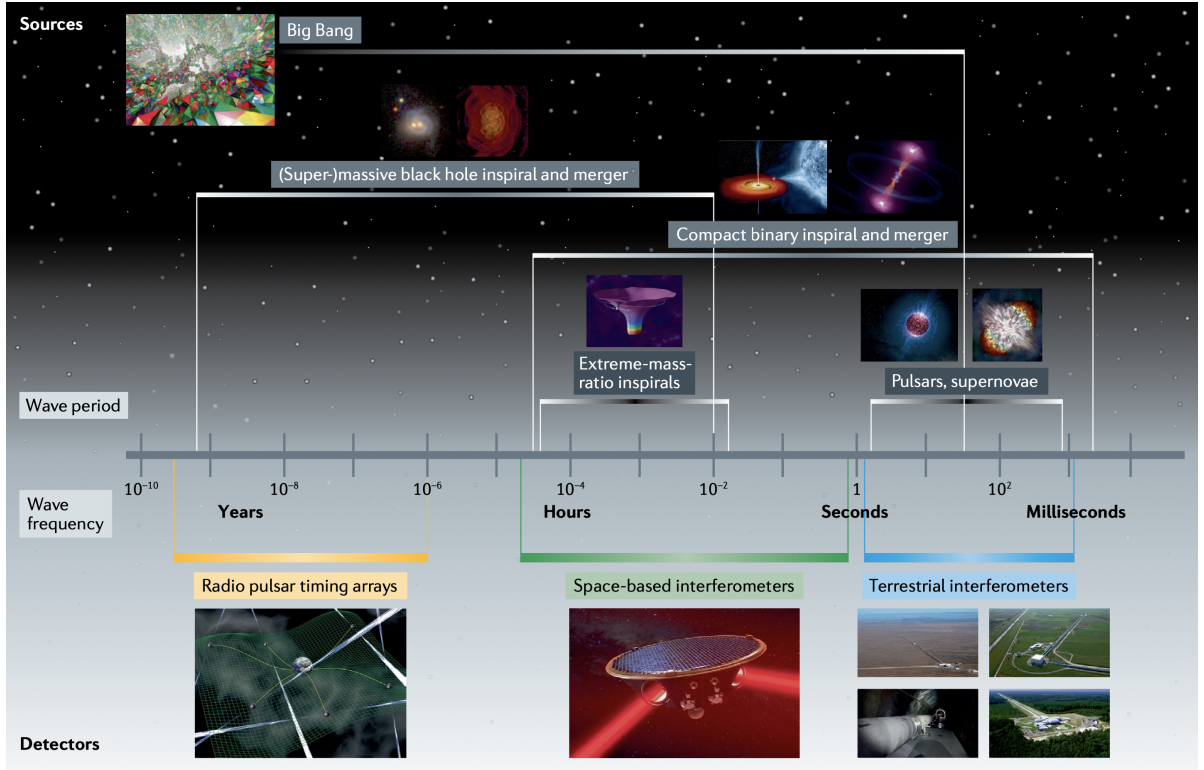 Sources
Big Bang
(Super-)massive black hole inspiral and merger
Compact binary inspiral and merger
Extreme-mass-
ratio inspirals
Pulsars, supernovae
Wave period
10⁻¹⁰ 10⁻⁸ 10⁻⁶ 10⁻⁴ 10⁻² 1 10²
Wave
frequency
Years Hours Seconds Milliseconds
Radio pulsar timing arrays
Space-based interferometers
Terrestrial interferometers
Detectors